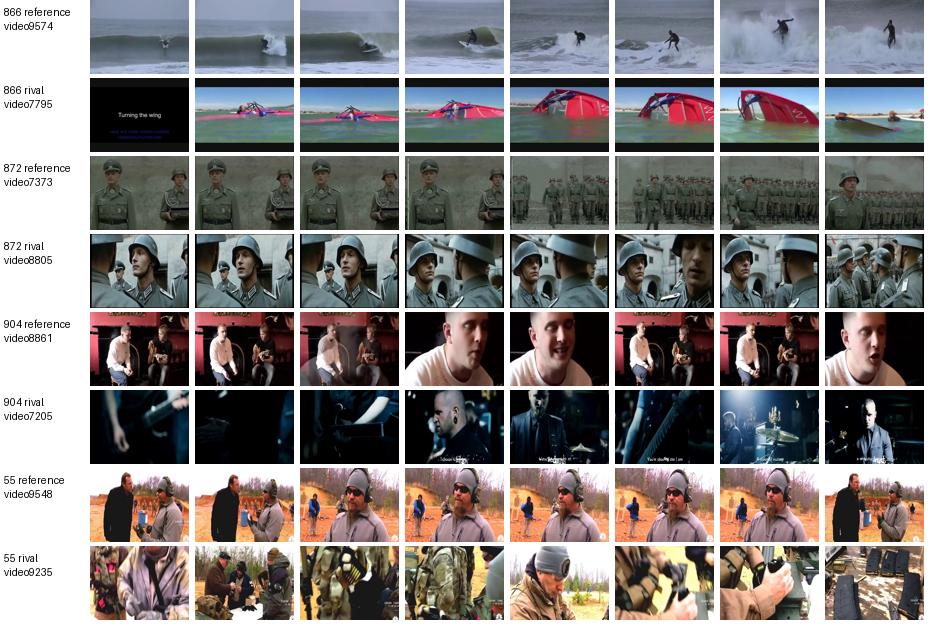 866 reference
video9574
866 rival
video7795
Turning the wing
872 reference
video7373
872 rival
video8805
904 reference
video8861
904 rival
video7205
55 reference
video9548
55 rival
video9235